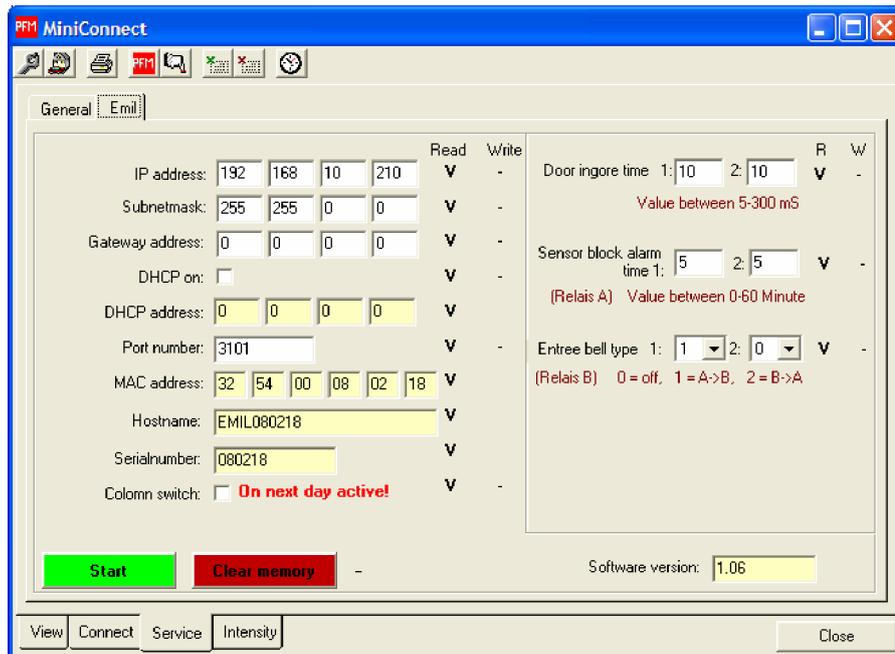 PFM MiniConnect
PFM
General Emil
Read Write
IP address: 192 168 10 210 V -
Subnetmask: 255 255 0 0 V -
Gateway address: 0 0 0 0 V -
DHCP on: V -
DHCP address: 0 0 0 0 V
Port number: 3101 V -
MAC address: 32 54 00 08 02 18 V
Hostname: EMIL080218 V
Serialnumber: 080218 V
Colomn switch: On next day active! V -
R W
Door ingore time 1: 10 2: 10 V -
Value between 5-300 mS
Sensor block alarm
time 1: 5 2: 5 V -
(Relais A) Value between 0-60 Minute
Entree bell type 1: 1 2: 0 V -
(Relais B) 0 = off, 1 = A->B, 2 = B->A
Start Clear memory -
Software version: 1.06
View Connect Service Intensity
Close